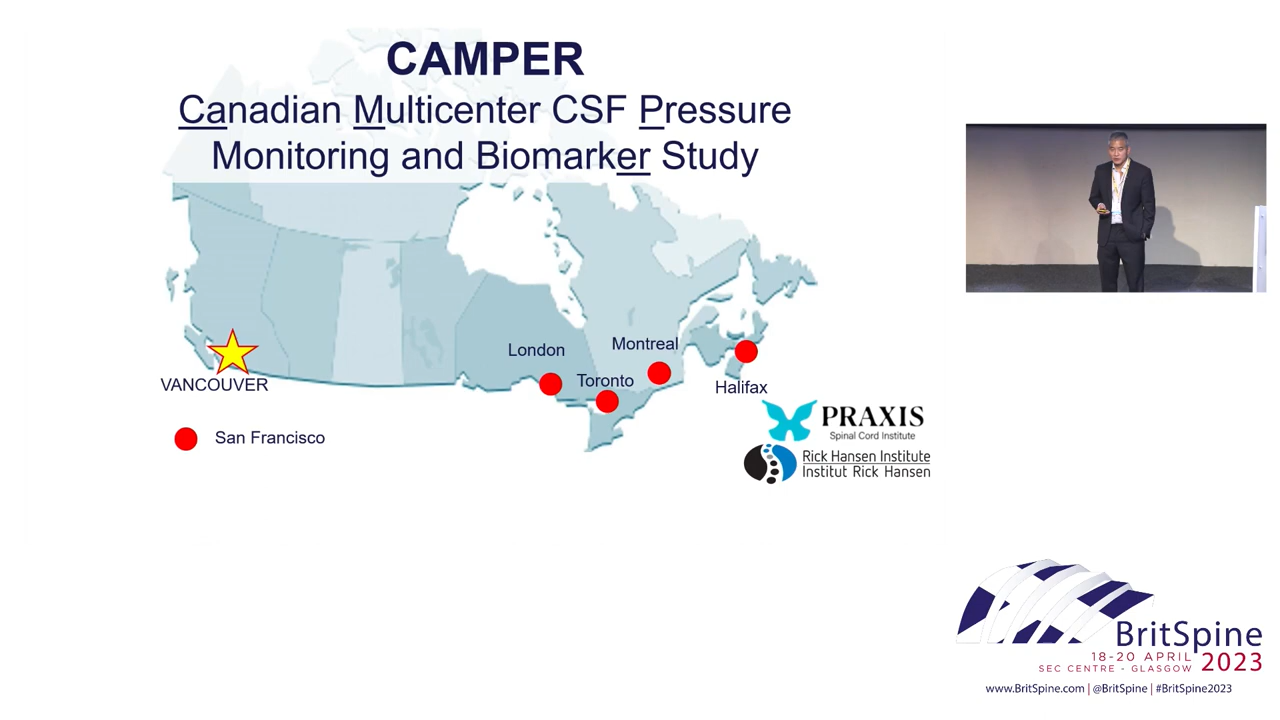 CAMPER
Canadian Multicenter CSF Pressure
Monitoring and Biomarker Study
London
Montreal
Toronto
VANCOUVER
Halifax
San Francisco
PRAXIS
Spinal Cord Institute
Rick Hansen Institute
Institut Rick Hansen
BritSpine
18-20 APRIL 2023
SEC CENTRE - GLASGOW
www.BritSpine.com | @BritSpine | #BritSpine2023